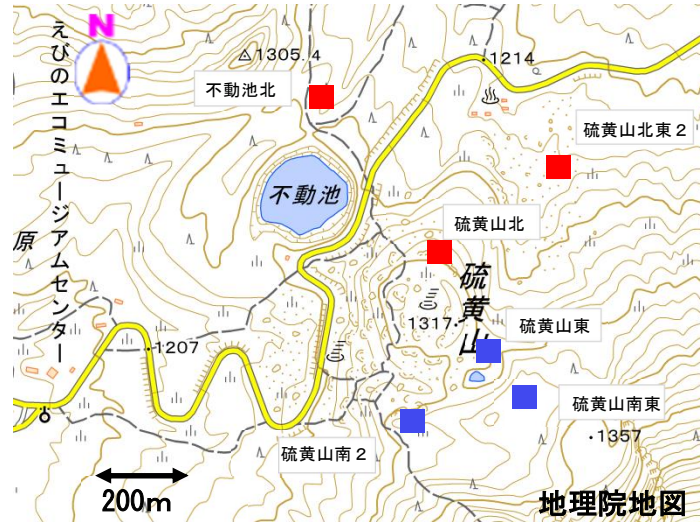 N
1305.4
1214
えびのエコミュージアムセンター
不動池北
硫黄山北東2
不動池
硫黄山北
原
硫黄山
1317
硫黄山東
1207
硫黄山南東
硫黄山南2
1357
200m
地理院地図